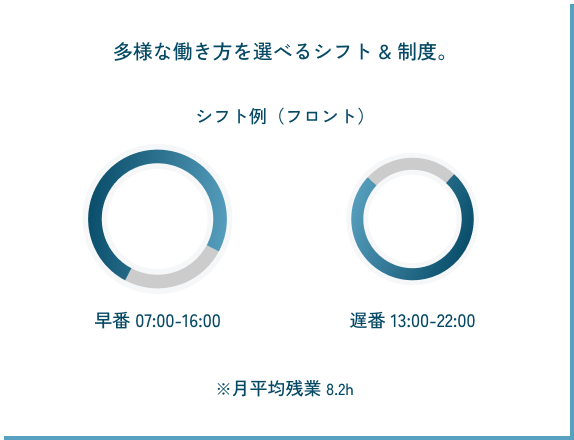 多様な働き方を選べるシフト & 制度。
シフト例（フロント）
早番 07:00-16:00
遅番 13:00-22:00
※月平均残業 8.2h